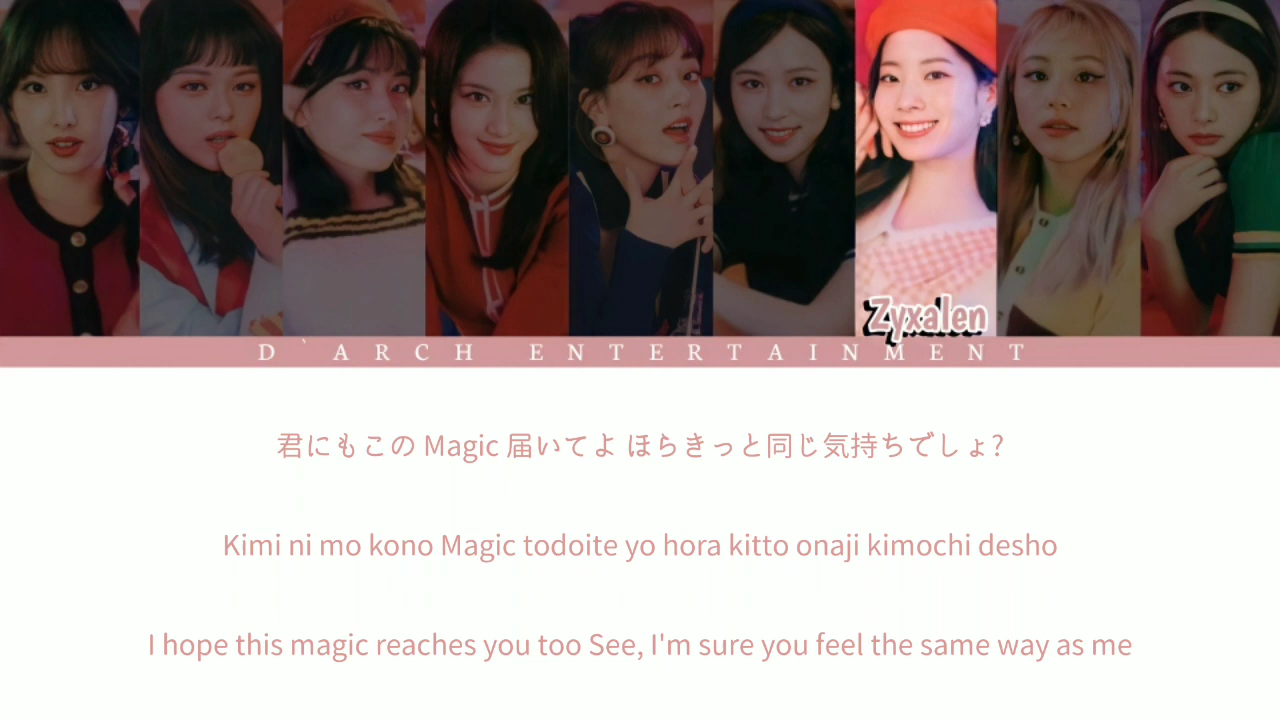 Zyxalen
D`ARCH ENTERTAINMENT
君にもこの Magic 届いてよ ほらきっと同じ気持ちでしょ?
Kimi ni mo kono Magic todoite yo hora kitto onaji kimochi desho
I hope this magic reaches you too See, I'm sure you feel the same way as me